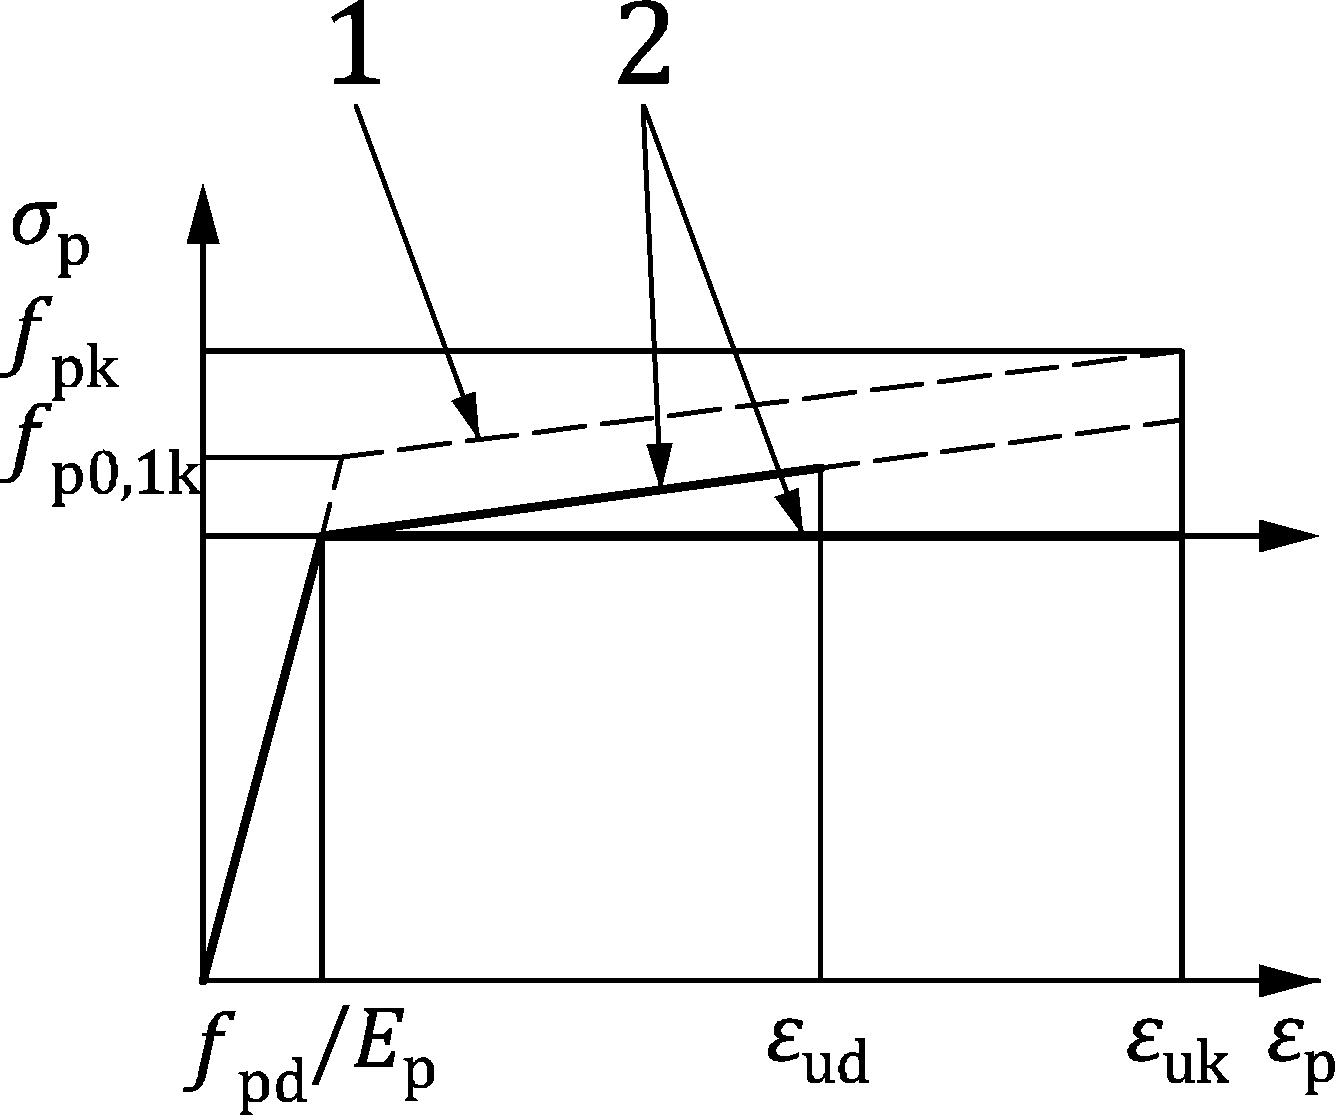 1 2
σp
fpk
fp0,1k
fpd/Ep εud εuk εp